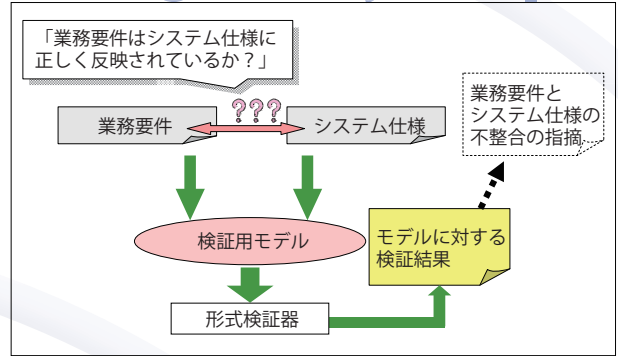 「業務要件はシステム仕様に
正しく反映されているか？」
???
業務要件
システム仕様
業務要件と
システム仕様の
不整合の指摘
検証用モデル
モデルに対する
検証結果
形式検証器